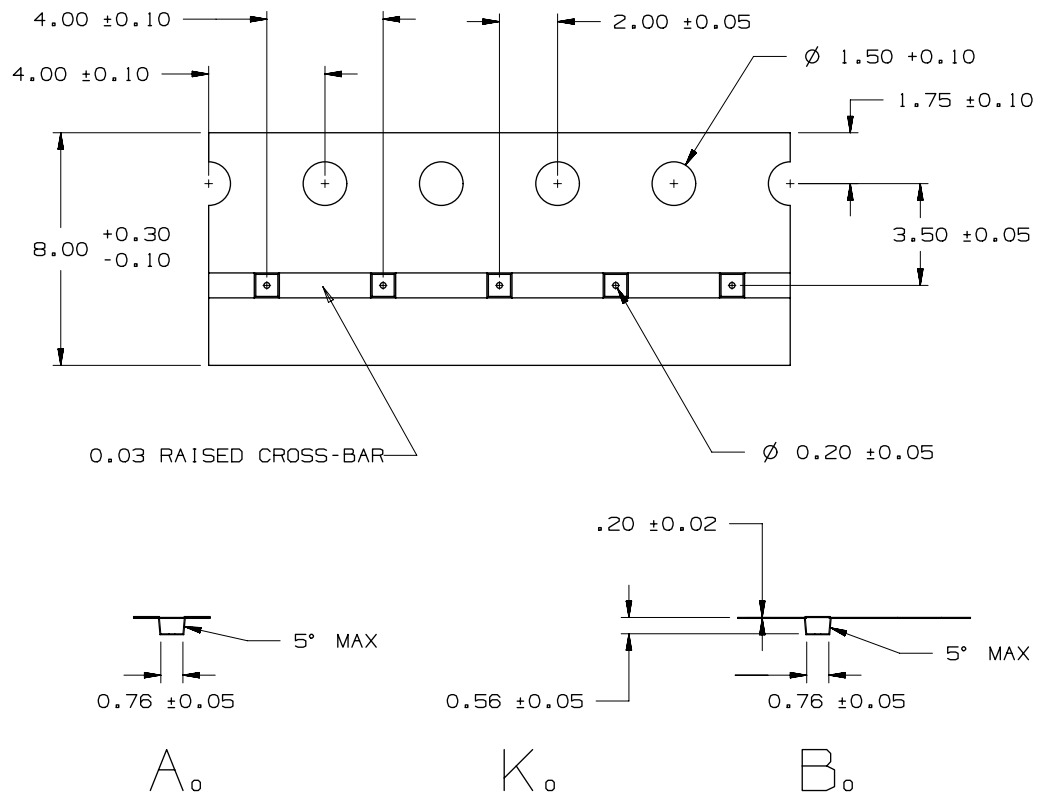 4.00 ±0.10
2.00 ±0.05
Ø 1.50 +0.10
4.00 ±0.10
1.75 ±0.10
8.00 +0.30
-0.10
3.50 ±0.05
0.03 RAISED CROSS-BAR
Ø 0.20 ±0.05
.20 ±0.02
5° MAX
5° MAX
0.76 ±0.05
0.56 ±0.05
0.76 ±0.05
Ao
Ko
Bo